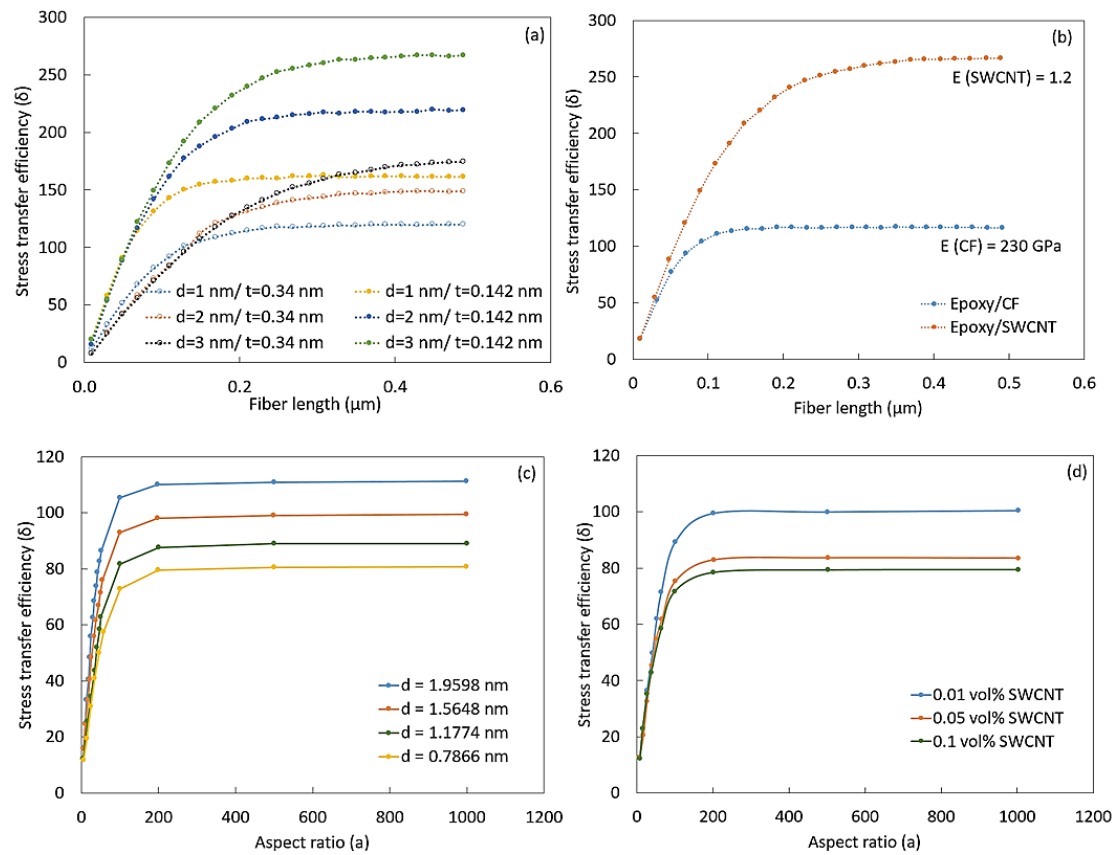 300
250
200
150
100
50
0
Stress transfer efficiency (δ)
(a)
d=1 nm/ t=0.34 nm
d=1 nm/ t=0.142 nm
d=2 nm/ t=0.34 nm
d=2 nm/ t=0.142 nm
d=3 nm/ t=0.34 nm
d=3 nm/ t=0.142 nm
0.0 0.2 0.4 0.6
Fiber length (μm)
300
250
200
150
100
50
0
Stress transfer efficiency (δ)
(b)
E (SWCNT) = 1.2
E (CF) = 230 GPa
Epoxy/CF
Epoxy/SWCNT
0 0.1 0.2 0.3 0.4 0.5 0.6
Fiber length (μm)
120
100
80
60
40
20
0
Stress transfer efficiency (δ)
(c)
d = 1.9598 nm
d = 1.5648 nm
d = 1.1774 nm
d = 0.7866 nm
0 200 400 600 800 1000 1200
Aspect ratio (a)
120
100
80
60
40
20
0
Stress transfer efficiency (δ)
(d)
0.01 vol% SWCNT
0.05 vol% SWCNT
0.1 vol% SWCNT
0 200 400 600 800 1000 1200
Aspect ratio (a)